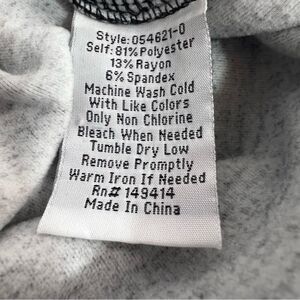 Style: 054621-0
Self: 81% Polyester
13% Rayon
6% Spandex
Machine Wash Cold
With Like Colors
Only Non Chlorine
Bleach When Needed
Tumble Dry Low
Remove Promptly
Warm Iron If Needed
Rn# 149414
Made In China